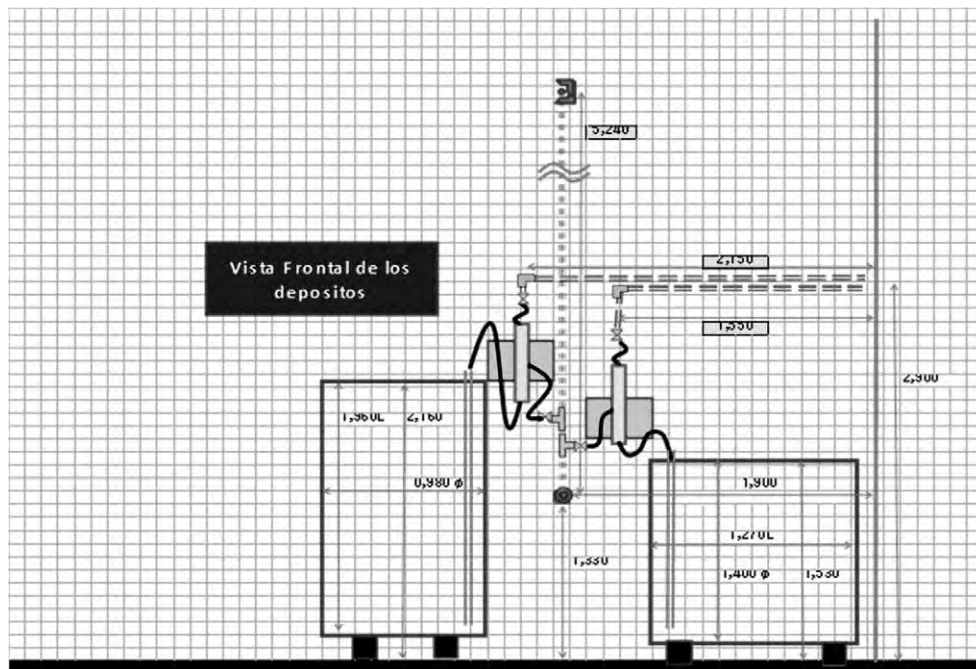 5,240
Vista Frontal de los
depositos
2,150
1,550
2,900
1,960L
2,160
0,980 ø
1,900
1,270L
1,330
1,400 ø
1,530